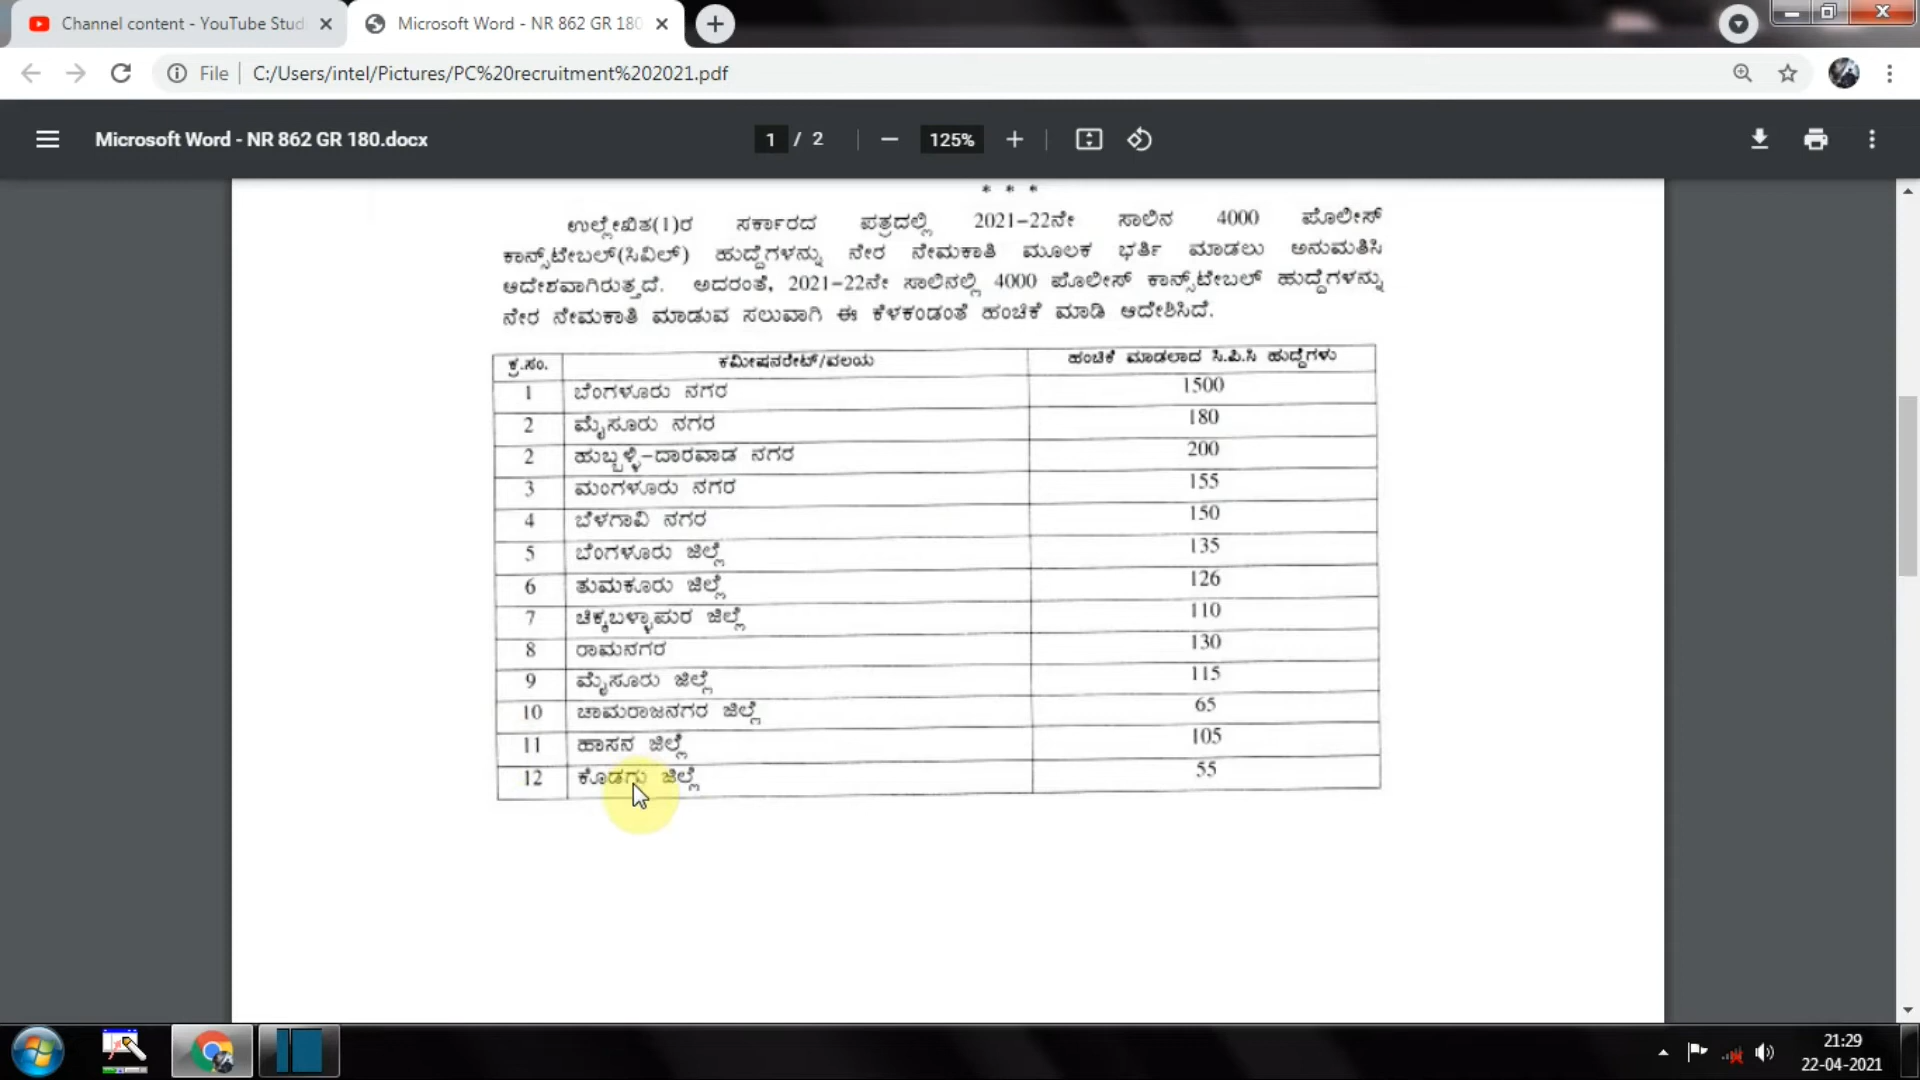 Channel content - YouTube Stud
Microsoft Word - NR 862 GR 180
File C:/Users/intel/Pictures/PC%20recruitment%202021.pdf
Microsoft Word - NR 862 GR 180.docx 1 / 2 125%
* * *
ಉಲ್ಲೇಖಿತ(1)ರ ಸರ್ಕಾರದ ಪತ್ರದಲ್ಲಿ 2021-22ನೇ ಸಾಲಿನ 4000 ಪೊಲೀಸ್
ಕಾನ್ಸ್‌ಟೇಬಲ್(ಸಿವಿಲ್) ಹುದ್ದೆಗಳನ್ನು ನೇರ ನೇಮಕಾತಿ ಮೂಲಕ ಭರ್ತಿ ಮಾಡಲು ಅನುಮತಿಸಿ
ಆದೇಶವಾಗಿರುತ್ತದೆ. ಅದರಂತೆ, 2021-22ನೇ ಸಾಲಿನಲ್ಲಿ 4000 ಪೊಲೀಸ್ ಕಾನ್ಸ್‌ಟೇಬಲ್ ಹುದ್ದೆಗಳನ್ನು
ನೇರ ನೇಮಕಾತಿ ಮಾಡುವ ಸಲುವಾಗಿ ಈ ಕೆಳಕಂಡಂತೆ ಹಂಚಿಕೆ ಮಾಡಿ ಆದೇಶಿಸಿದೆ.
ಕ್ರ.ಸಂ. ಕಮೀಷನರೇಟ್/ವಲಯ ಹಂಚಿಕೆ ಮಾಡಲಾದ ಸಿ.ಪಿ.ಸಿ ಹುದ್ದೆಗಳು
1 ಬೆಂಗಳೂರು ನಗರ 1500
2 ಮೈಸೂರು ನಗರ 180
2 ಹುಬ್ಬಳ್ಳಿ-ದಾರವಾಡ ನಗರ 200
3 ಮಂಗಳೂರು ನಗರ 155
4 ಬೆಳಗಾವಿ ನಗರ 150
5 ಬೆಂಗಳೂರು ಜಿಲ್ಲೆ 135
6 ತುಮಕೂರು ಜಿಲ್ಲೆ 126
7 ಚಿಕ್ಕಬಳ್ಳಾಪುರ ಜಿಲ್ಲೆ 110
8 ರಾಮನಗರ 130
9 ಮೈಸೂರು ಜಿಲ್ಲೆ 115
10 ಚಾಮರಾಜನಗರ ಜಿಲ್ಲೆ 65
11 ಹಾಸನ ಜಿಲ್ಲೆ 105
12 ಕೊಡಗು ಜಿಲ್ಲೆ 55
21:29
22-04-2021